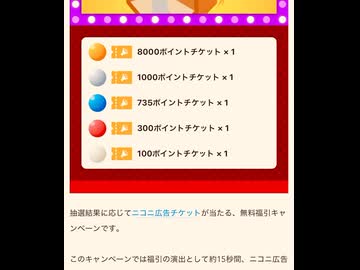 8000ポイントチケット × 1
1000ポイントチケット × 1
735ポイントチケット × 1
300ポイントチケット × 1
100ポイントチケット × 1
抽選結果に応じてニコニ広告チケットが当たる、無料福引キャ
ンペーンです。
このキャンペーンでは福引の演出として約15秒間、ニコニ広告